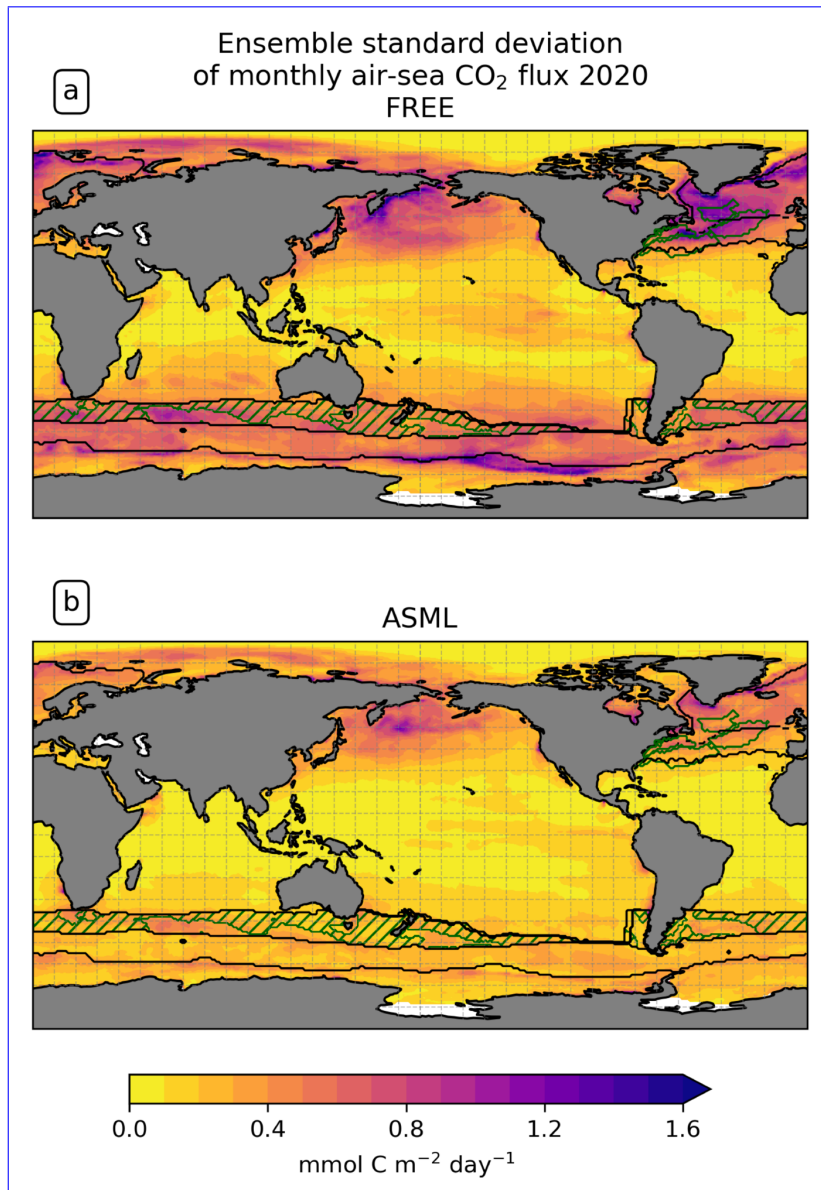 Ensemble standard deviation
of monthly air-sea CO₂ flux 2020
a
FREE
b
ASML
0.0 0.4 0.8 1.2 1.6
mmol C m⁻² day⁻¹